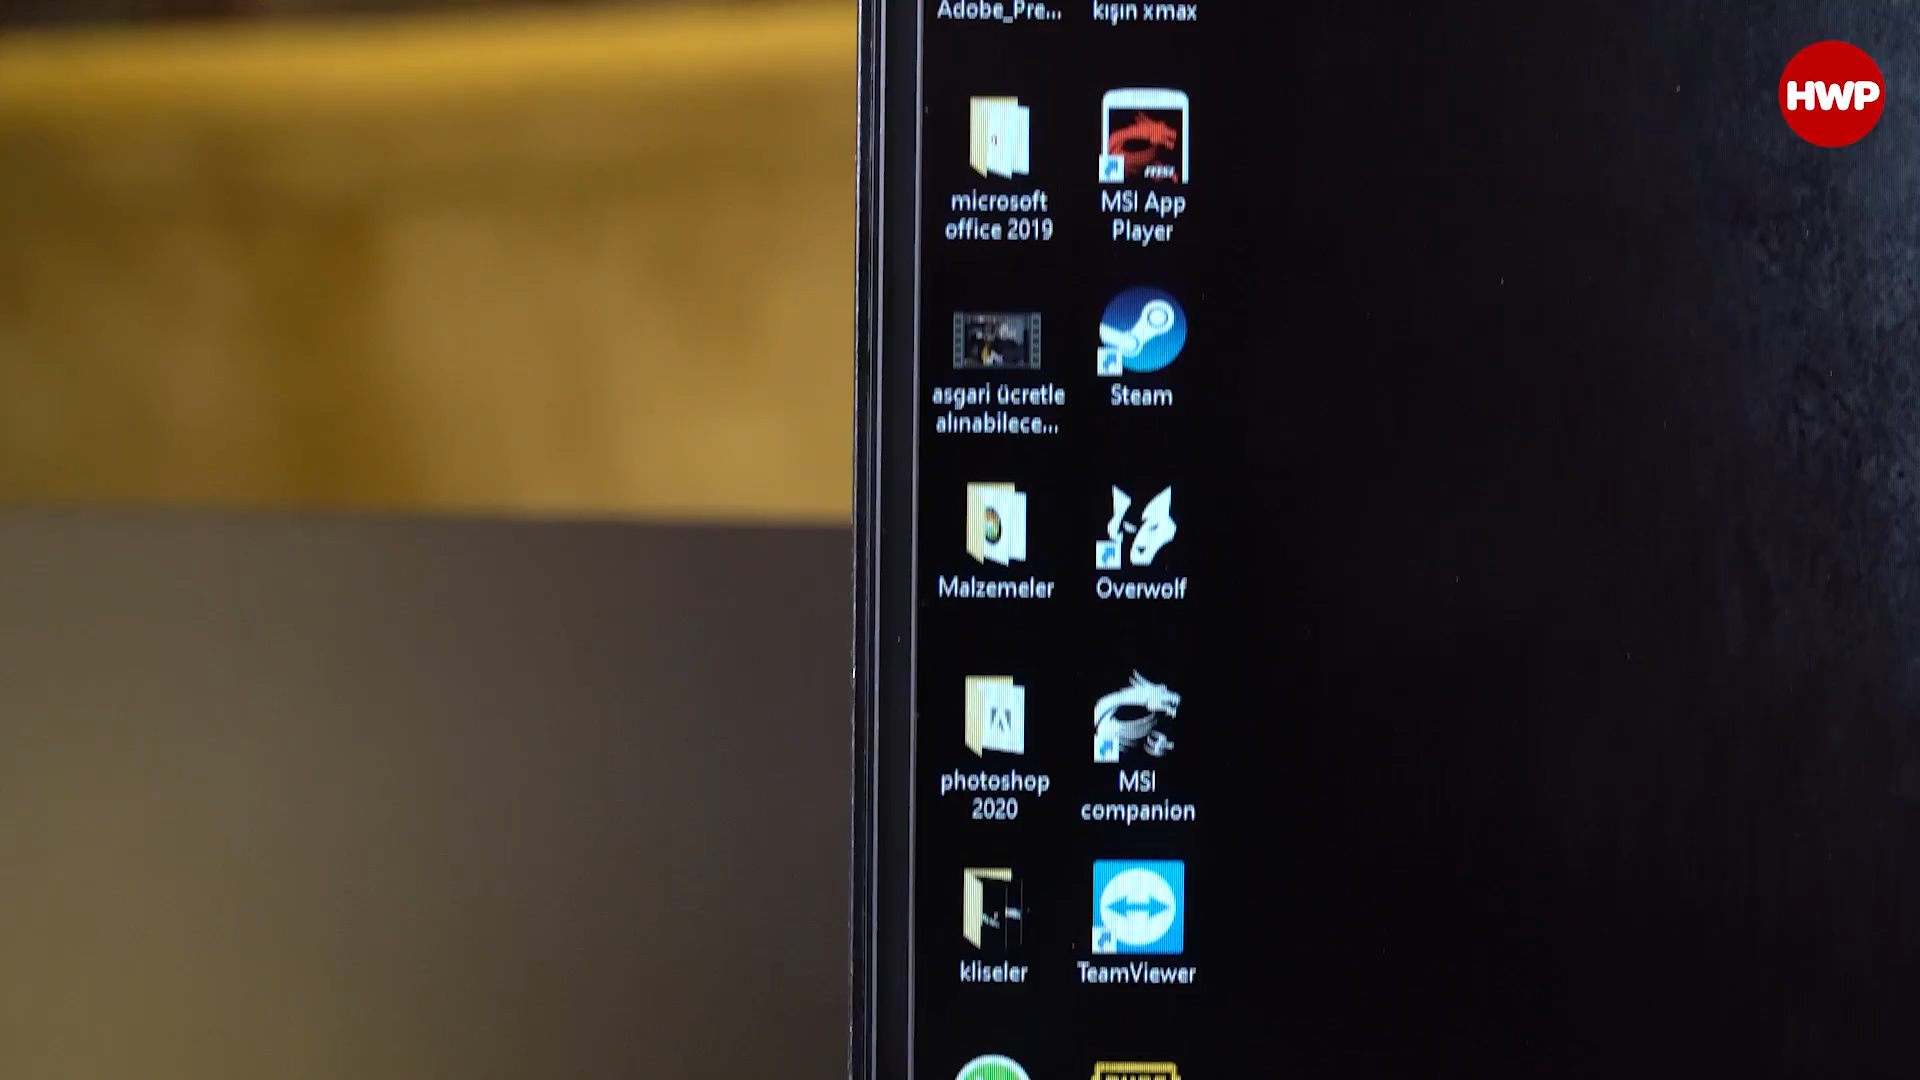 Adobe_Pre...
kışın xmax
HWP
microsoft
office 2019
MSI App
Player
asgari ücretle
alınabilece...
Steam
Malzemeler
Overwolf
photoshop
2020
MSI
companion
kliseler
TeamViewer